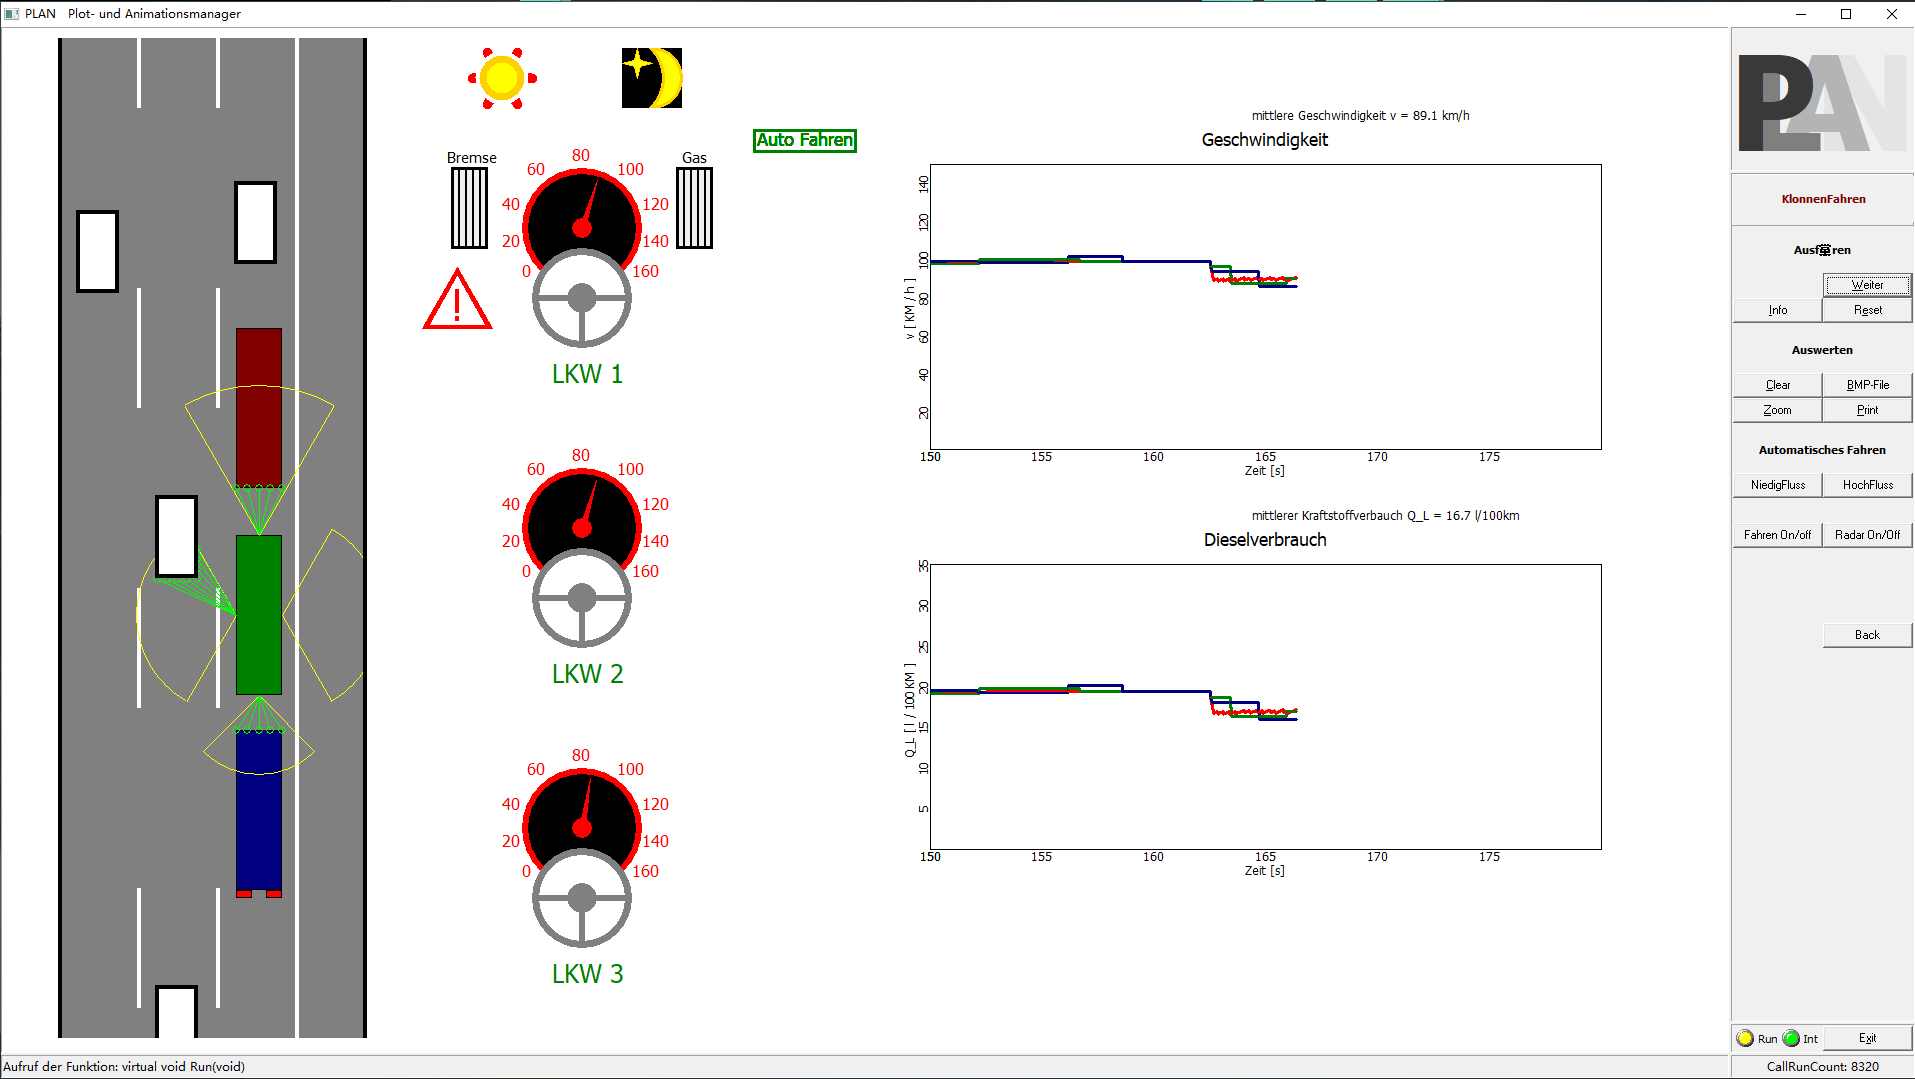 PLAN Plot- und Animationsmanager
PLAN
Auto Fahren
Bremse
Gas
0 20 40 60 80 100 120 140 160
!
LKW 1
0 20 40 60 80 100 120 140 160
LKW 2
0 20 40 60 80 100 120 140 160
LKW 3
mittlere Geschwindigkeit v = 89.1 km/h
Geschwindigkeit
v [ KM / h ]
20 40 60 80 100 120 140
150 155 160 165 170 175
Zeit [s]
mittlerer Kraftstoffverbauch Q_L = 16.7 l/100km
Dieselverbrauch
Q_L [ l / 100 KM ]
5 10 15 20 25 30 35
150 155 160 165 170 175
Zeit [s]
KlonnenFahren
Weiter
Info
Reset
Auswerten
Clear
BMP-File
Zoom
Print
Automatisches Fahren
NiedigFluss
HochFluss
Fahren On/off
Radar On/Off
Back
Run
Int
Exit
Aufruf der Funktion: virtual void Run(void)
CallRunCount: 8320